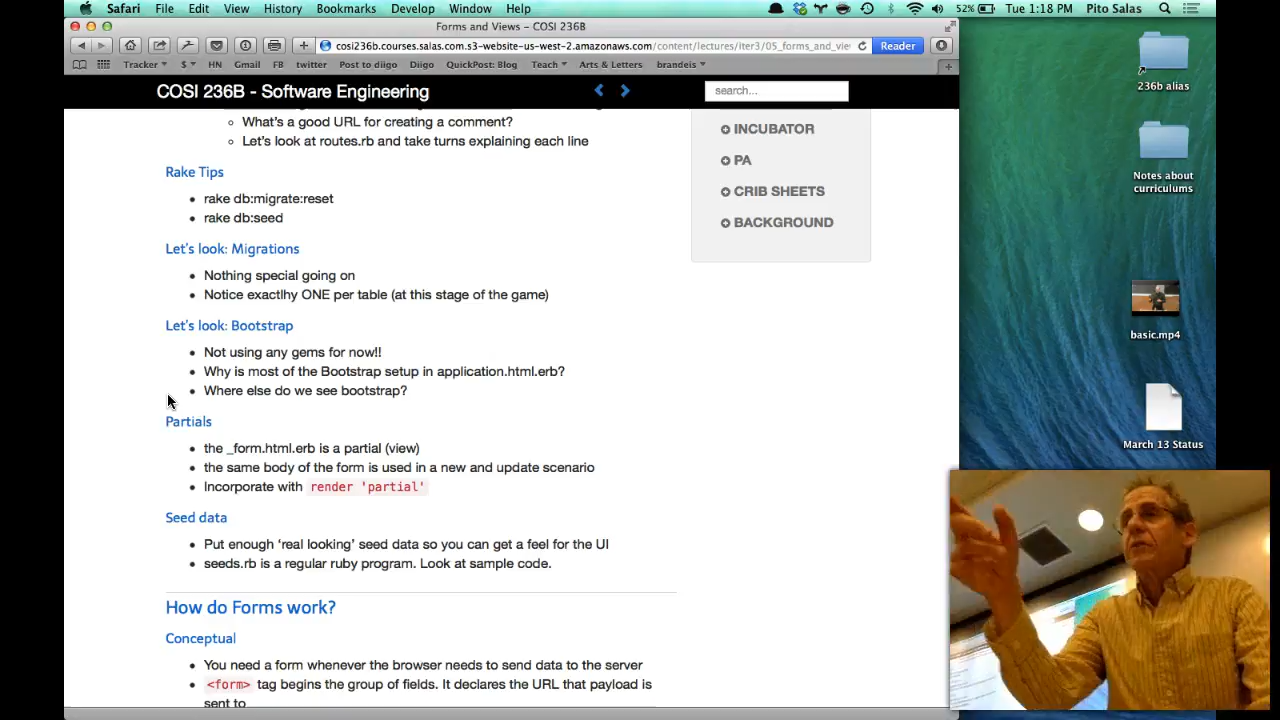 Safari File Edit View History Bookmarks Develop Window Help 52% Tue 1:18 PM Pito Salas
Forms and Views – COSI 236B
cosi236b.courses.salas.com.s3-website-us-west-2.amazonaws.com/content/lectures/iter3/05_forms_and_vie Reader
Tracker $ HN Gmail FB twitter Post to diigo Diigo QuickPost: Blog Teach Arts & Letters brandeis
COSI 236B - Software Engineering
search...
What's a good URL for creating a comment?
Let's look at routes.rb and take turns explaining each line
Rake Tips
rake db:migrate:reset
rake db:seed
Let's look: Migrations
Nothing special going on
Notice exactlhy ONE per table (at this stage of the game)
Let's look: Bootstrap
Not using any gems for now!!
Why is most of the Bootstrap setup in application.html.erb?
Where else do we see bootstrap?
Partials
the _form.html.erb is a partial (view)
the same body of the form is used in a new and update scenario
Incorporate with render 'partial'
Seed data
Put enough ‘real looking’ seed data so you can get a feel for the UI
seeds.rb is a regular ruby program. Look at sample code.
How do Forms work?
Conceptual
You need a form whenever the browser needs to send data to the server
<form> tag begins the group of fields. It declares the URL that payload is
sent to
INCUBATOR
PA
CRIB SHEETS
BACKGROUND
236b alias
Notes about
curriculums
basic.mp4
March 13 Status